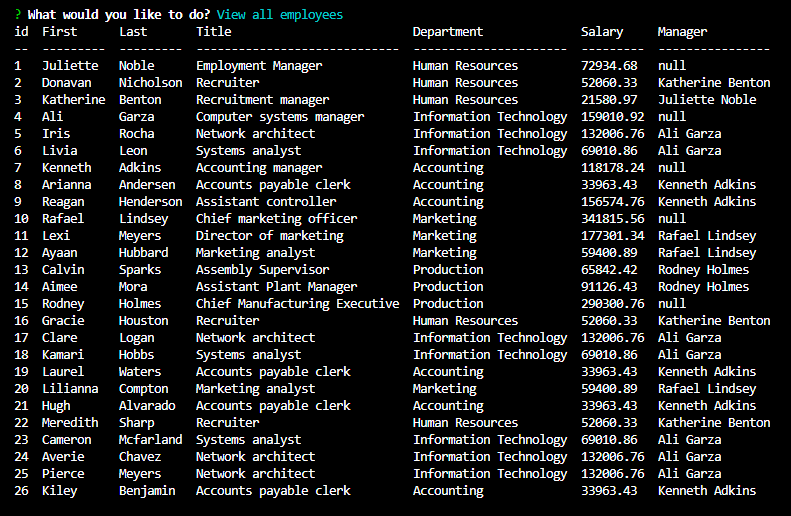 ? What would you like to do? View all employees
id  First      Last       Title                          Department              Salary     Manager
--  ---------  ---------  -----------------------------  ----------------------  ---------  ----------------
1   Juliette   Noble      Employment Manager             Human Resources         72934.68   null
2   Donavan    Nicholson  Recruiter                      Human Resources         52060.33   Katherine Benton
3   Katherine  Benton     Recruitment manager            Human Resources         21580.97   Juliette Noble
4   Ali        Garza      Computer systems manager       Information Technology  159010.92  null
5   Iris       Rocha      Network architect              Information Technology  132006.76  Ali Garza
6   Livia      Leon       Systems analyst                Information Technology  69010.86   Ali Garza
7   Kenneth    Adkins     Accounting manager             Accounting              118178.24  null
8   Arianna    Andersen   Accounts payable clerk         Accounting              33963.43   Kenneth Adkins
9   Reagan     Henderson  Assistant controller           Accounting              156574.76  Kenneth Adkins
10  Rafael     Lindsey    Chief marketing officer        Marketing               341815.56  null
11  Lexi       Meyers     Director of marketing          Marketing               177301.34  Rafael Lindsey
12  Ayaan      Hubbard    Marketing analyst              Marketing               59400.89   Rafael Lindsey
13  Calvin     Sparks     Assembly Supervisor            Production              65842.42   Rodney Holmes
14  Aimee      Mora       Assistant Plant Manager        Production              91126.43   Rodney Holmes
15  Rodney     Holmes     Chief Manufacturing Executive  Production              290300.76  null
16  Gracie     Houston    Recruiter                      Human Resources         52060.33   Katherine Benton
17  Clare      Logan      Network architect              Information Technology  132006.76  Ali Garza
18  Kamari     Hobbs      Systems analyst                Information Technology  69010.86   Ali Garza
19  Laurel     Waters     Accounts payable clerk         Accounting              33963.43   Kenneth Adkins
20  Lilianna   Compton    Marketing analyst              Marketing               59400.89   Rafael Lindsey
21  Hugh       Alvarado   Accounts payable clerk         Accounting              33963.43   Kenneth Adkins
22  Meredith   Sharp      Recruiter                      Human Resources         52060.33   Katherine Benton
23  Cameron    Mcfarland  Systems analyst                Information Technology  69010.86   Ali Garza
24  Averie     Chavez     Network architect              Information Technology  132006.76  Ali Garza
25  Pierce     Meyers     Network architect              Information Technology  132006.76  Ali Garza
26  Kiley      Benjamin   Accounts payable clerk         Accounting              33963.43   Kenneth Adkins